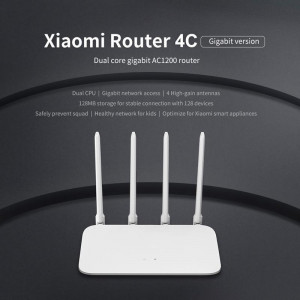 Xiaomi Router 4C Gigabit version
Dual core gigabit AC1200 router
Dual CPU | Gigabit network access | 4 High-gain antennas
128MB storage for stable connection with 128 devices
Safely prevent squad | Healthy network for kids | Optimize for Xiaomi smart appliances